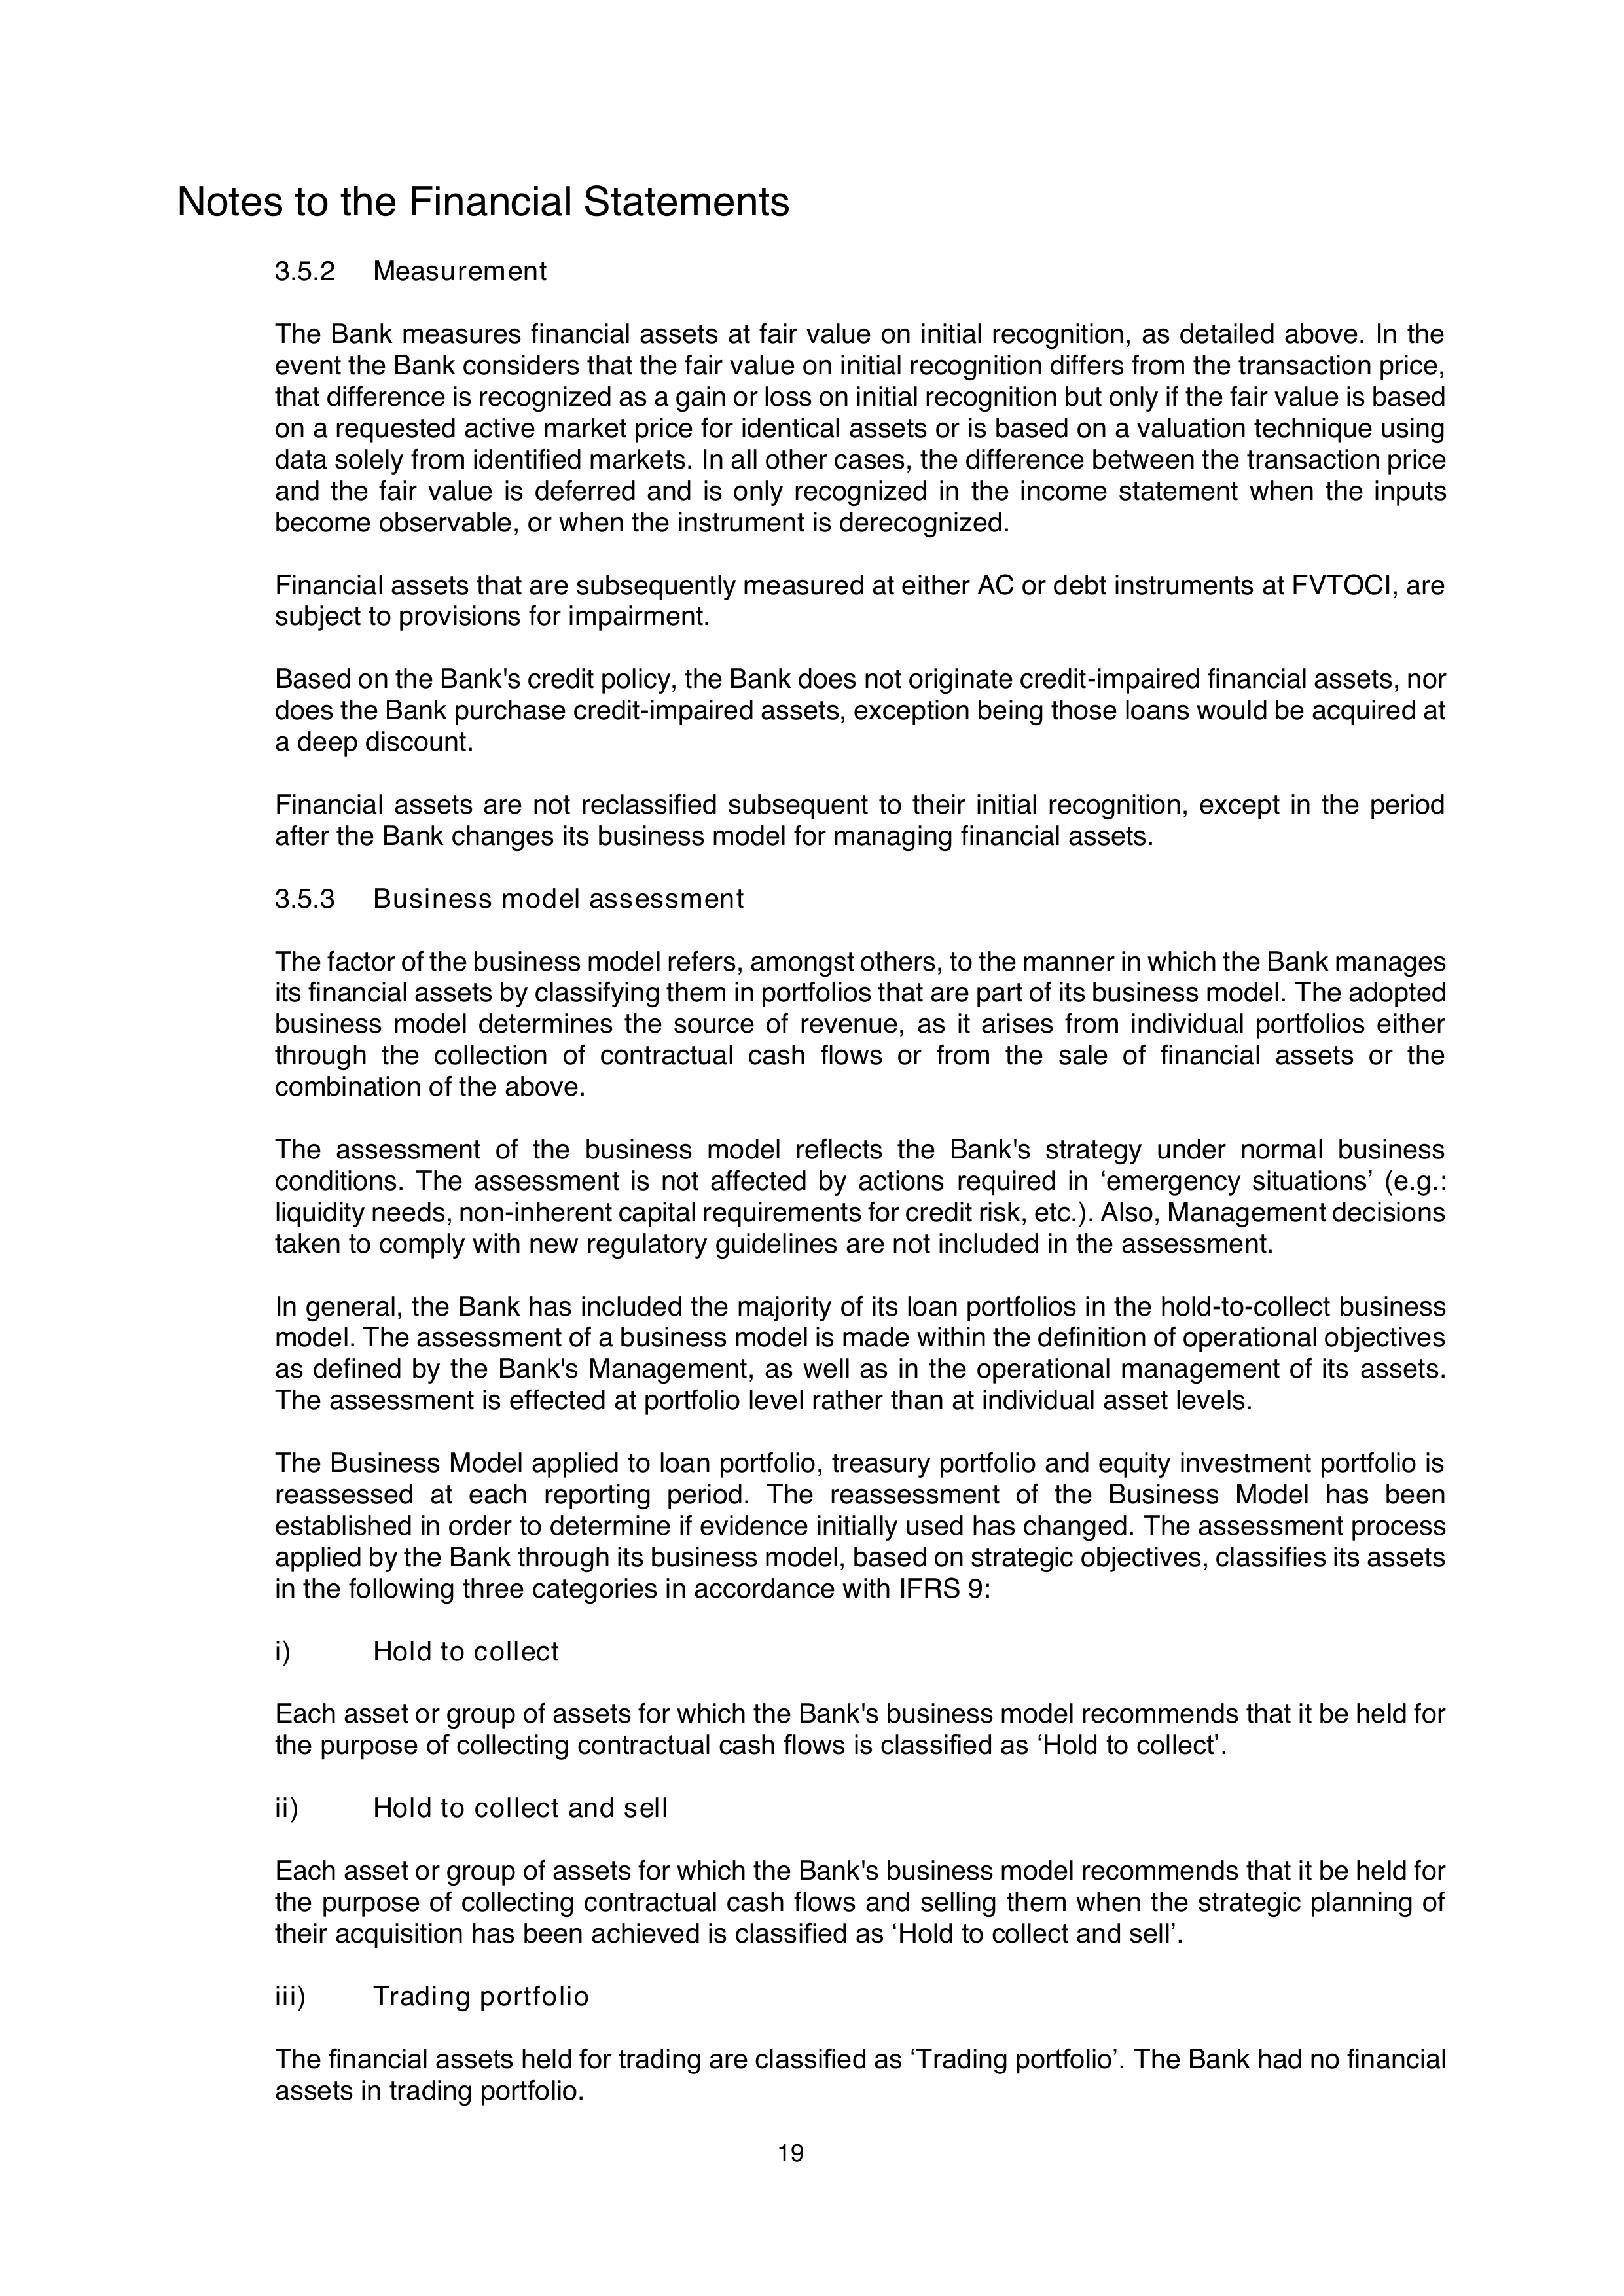 Notes to the Financial Statements
3.5.2 Measurement
The Bank measures financial assets at fair value on initial recognition, as detailed above. In the
event the Bank considers that the fair value on initial recognition differs from the transaction price,
that difference is recognized as a gain or loss on initial recognition but only if the fair value is based
on a requested active market price for identical assets or is based on a valuation technique using
data solely from identified markets. In all other cases, the difference between the transaction price
and the fair value is deferred and is only recognized in the income statement when the inputs
become observable, or when the instrument is derecognized.
Financial assets that are subsequently measured at either AC or debt instruments at FVTOCI, are
subject to provisions for impairment.
Based on the Bank's credit policy, the Bank does not originate credit-impaired financial assets, nor
does the Bank purchase credit-impaired assets, exception being those loans would be acquired at
a deep discount.
Financial assets are not reclassified subsequent to their initial recognition, except in the period
after the Bank changes its business model for managing financial assets.
3.5.3 Business model assessment
The factor of the business model refers, amongst others, to the manner in which the Bank manages
its financial assets by classifying them in portfolios that are part of its business model. The adopted
business model determines the source of revenue, as it arises from individual portfolios either
through the collection of contractual cash flows or from the sale of financial assets or the
combination of the above.
The assessment of the business model reflects the Bank's strategy under normal business
conditions. The assessment is not affected by actions required in ‘emergency situations’ (e.g.:
liquidity needs, non-inherent capital requirements for credit risk, etc.). Also, Management decisions
taken to comply with new regulatory guidelines are not included in the assessment.
In general, the Bank has included the majority of its loan portfolios in the hold-to-collect business
model. The assessment of a business model is made within the definition of operational objectives
as defined by the Bank's Management, as well as in the operational management of its assets.
The assessment is effected at portfolio level rather than at individual asset levels.
The Business Model applied to loan portfolio, treasury portfolio and equity investment portfolio is
reassessed at each reporting period. The reassessment of the Business Model has been
established in order to determine if evidence initially used has changed. The assessment process
applied by the Bank through its business model, based on strategic objectives, classifies its assets
in the following three categories in accordance with IFRS 9:
i) Hold to collect
Each asset or group of assets for which the Bank's business model recommends that it be held for
the purpose of collecting contractual cash flows is classified as ‘Hold to collect’.
ii) Hold to collect and sell
Each asset or group of assets for which the Bank's business model recommends that it be held for
the purpose of collecting contractual cash flows and selling them when the strategic planning of
their acquisition has been achieved is classified as ‘Hold to collect and sell’.
iii) Trading portfolio
The financial assets held for trading are classified as ‘Trading portfolio’. The Bank had no financial
assets in trading portfolio.
19